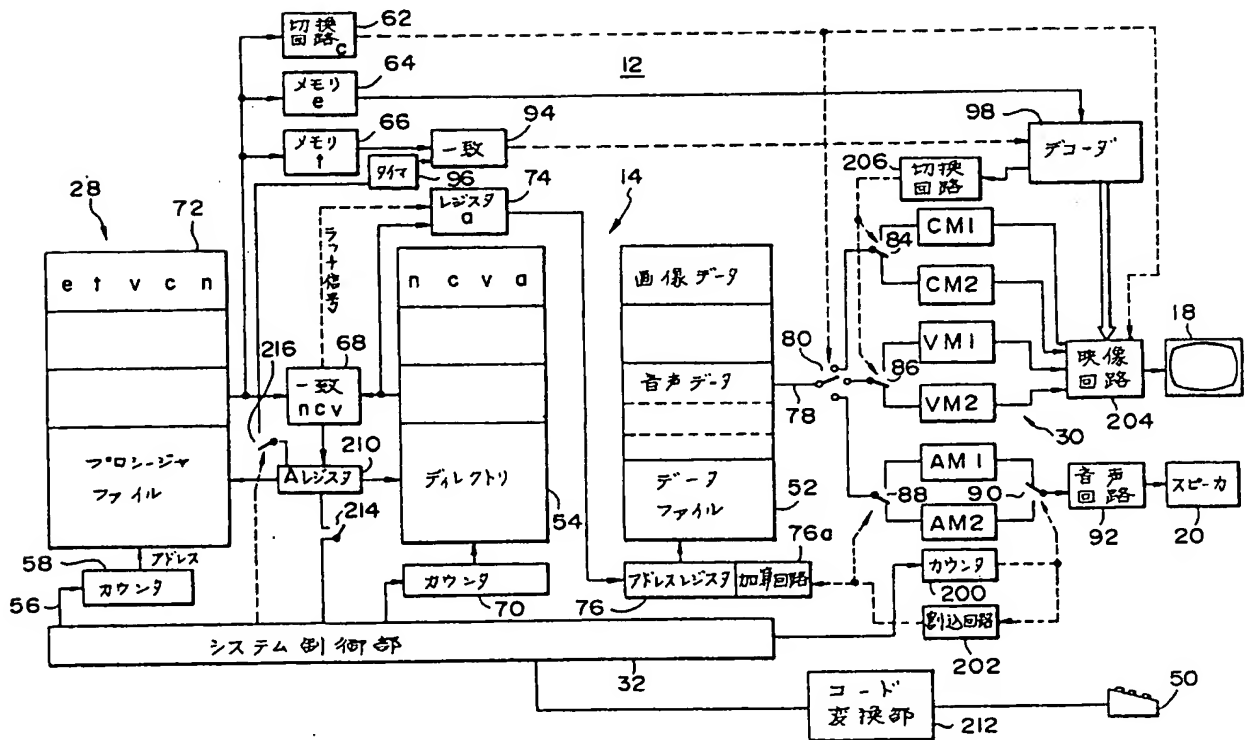 切換
回路 c
62
メモリ
e
64
12
メモリ
t
66
94
一致
98
デコーダ
タイマ
96
206
切換
回路
28
72
レジスタ
a
74
14
84
CM1
CM2
e t v c n
ラッチ信号
n c v a
画像データ
216
68
一致
ncv
80
音声データ
78
86
VM1
VM2
映像
回路
204
18
30
プロシージャ
ファイル
210
Aレジスタ
ディレクトリ
データ
ファイル
52
54
214
88
AM1
AM2
90
音声
回路
92
スピーカ
20
58
アドレス
カウンタ
56
カウンタ
70
アドレスレジスタ
加算回路
76
76a
カウンタ
200
割込回路
202
システム制御部
32
コード
変換部
212
50